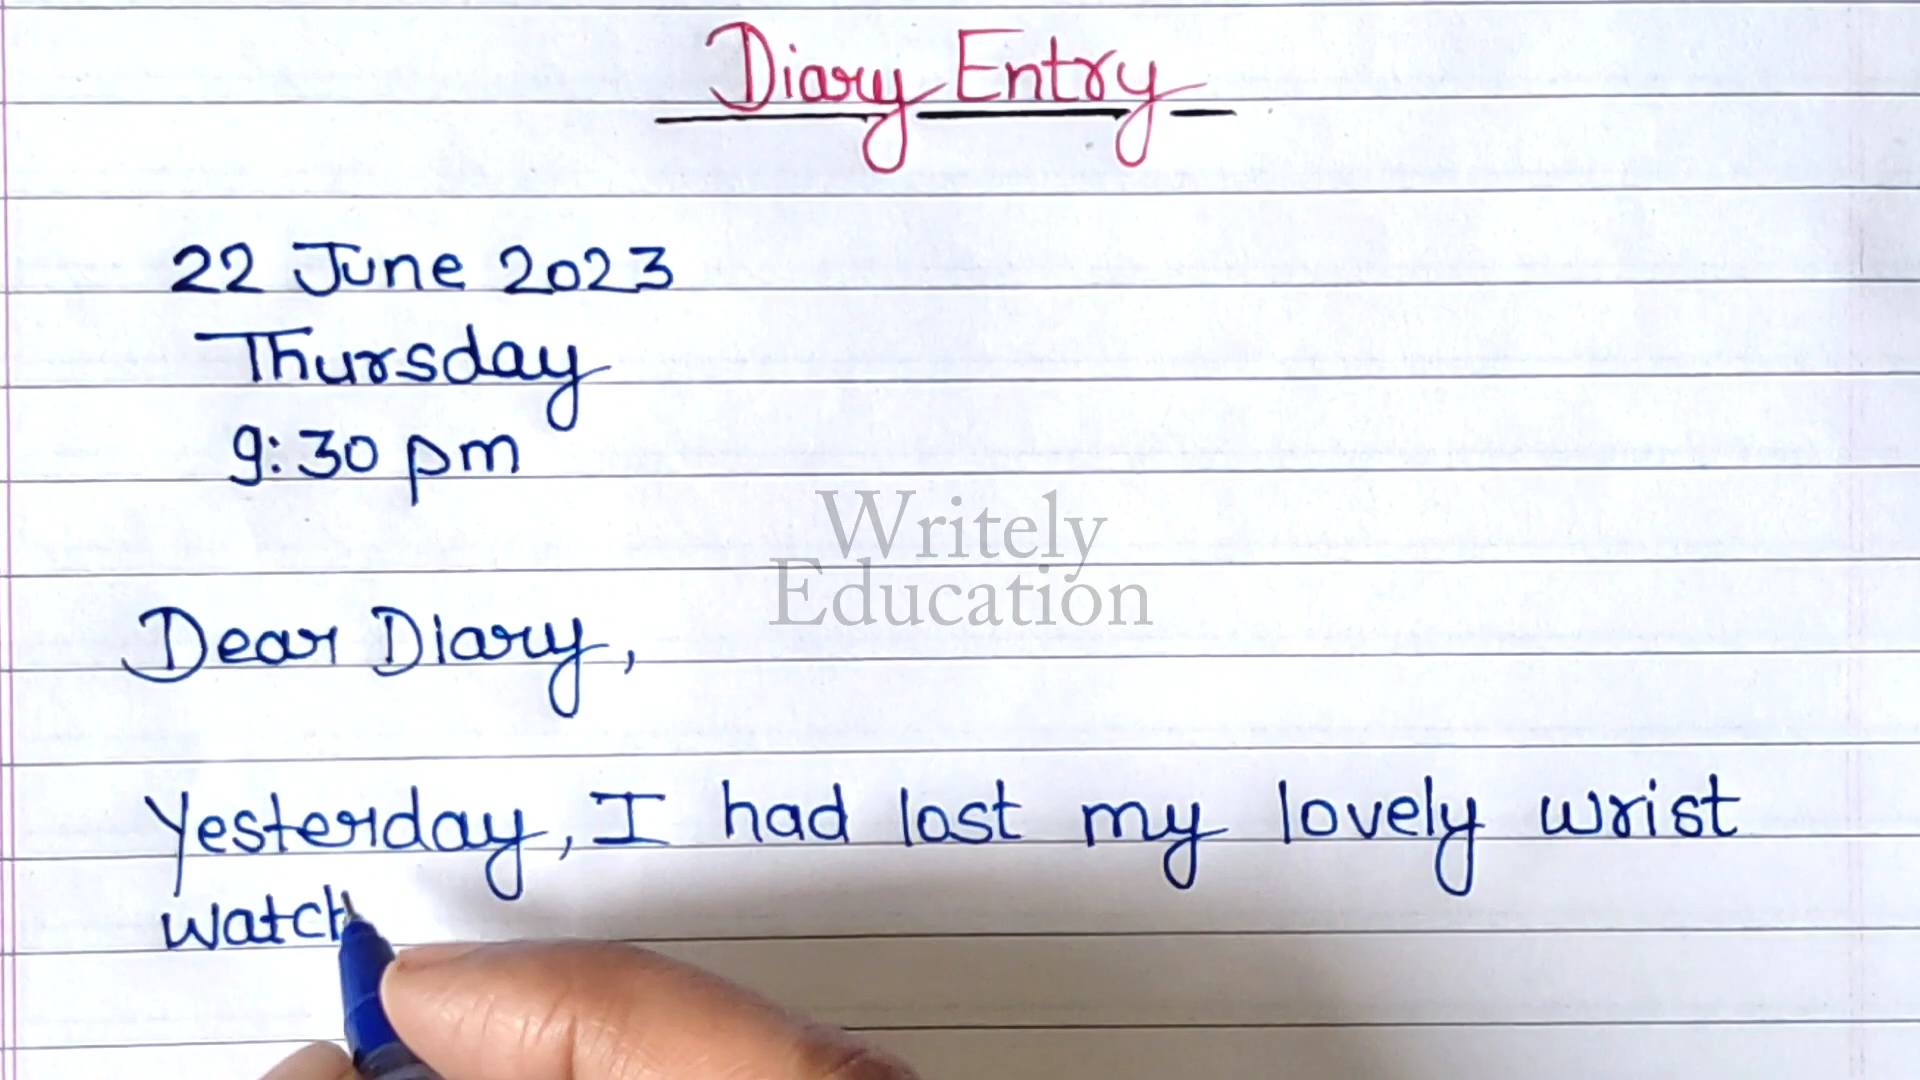 Diary Entry
22 June 2023
Thursday
9:30 pm
Writely
Education
Dear Diary,
Yesterday, I had lost my lovely wrist
watch